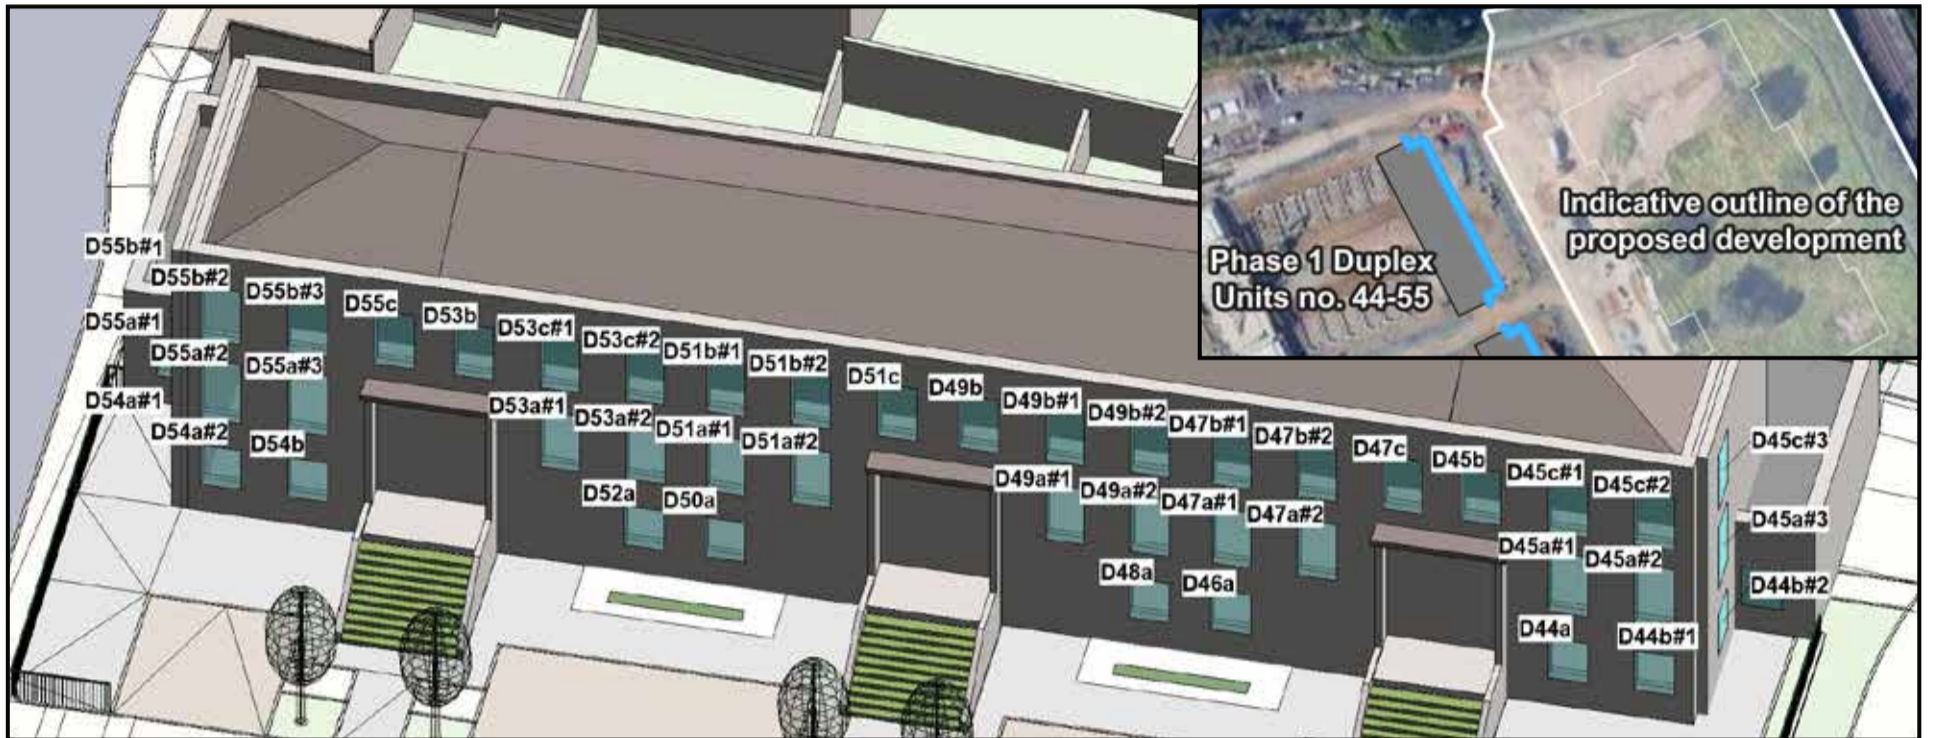 Indicative outline of the
proposed development
Phase 1 Duplex
Units no. 44-55
D55b#1
D55b#2
D55b#3
D55c
D53b
D53c#1
D53c#2
D51b#1
D51b#2
D51c
D49b
D49b#1
D49b#2
D47b#1
D47b#2
D47c
D45b
D45c#1
D45c#2
D45c#3
D55a#1
D55a#2
D55a#3
D53a#1
D53a#2
D51a#1
D51a#2
D49a#1
D49a#2
D47a#1
D47a#2
D45a#1
D45a#2
D45a#3
D54a#1
D54a#2
D54b
D52a
D50a
D48a
D46a
D44a
D44b#1
D44b#2